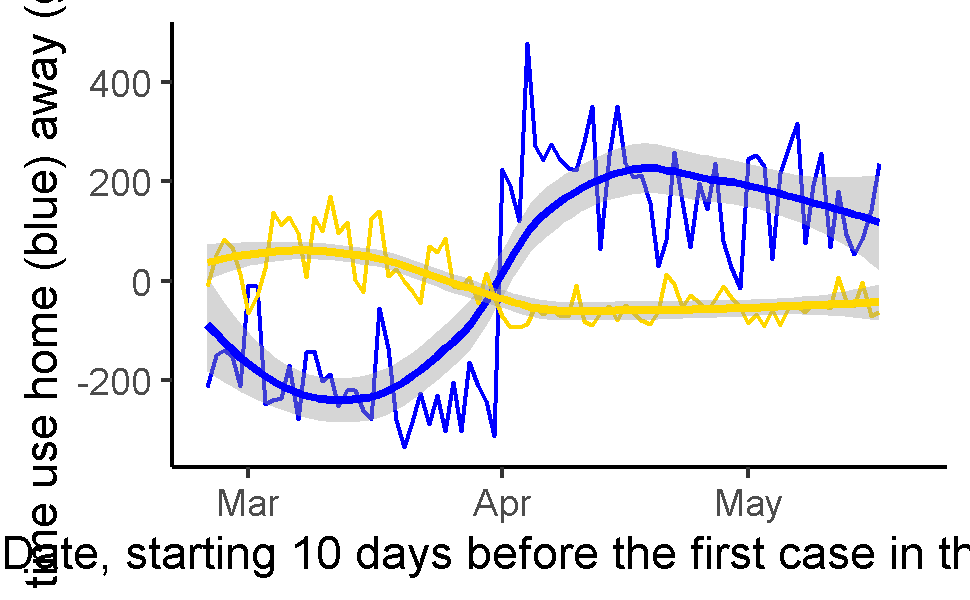 time use home (blue) away (
400
200
0
-200
Mar Apr May
Date, starting 10 days before the first case in th